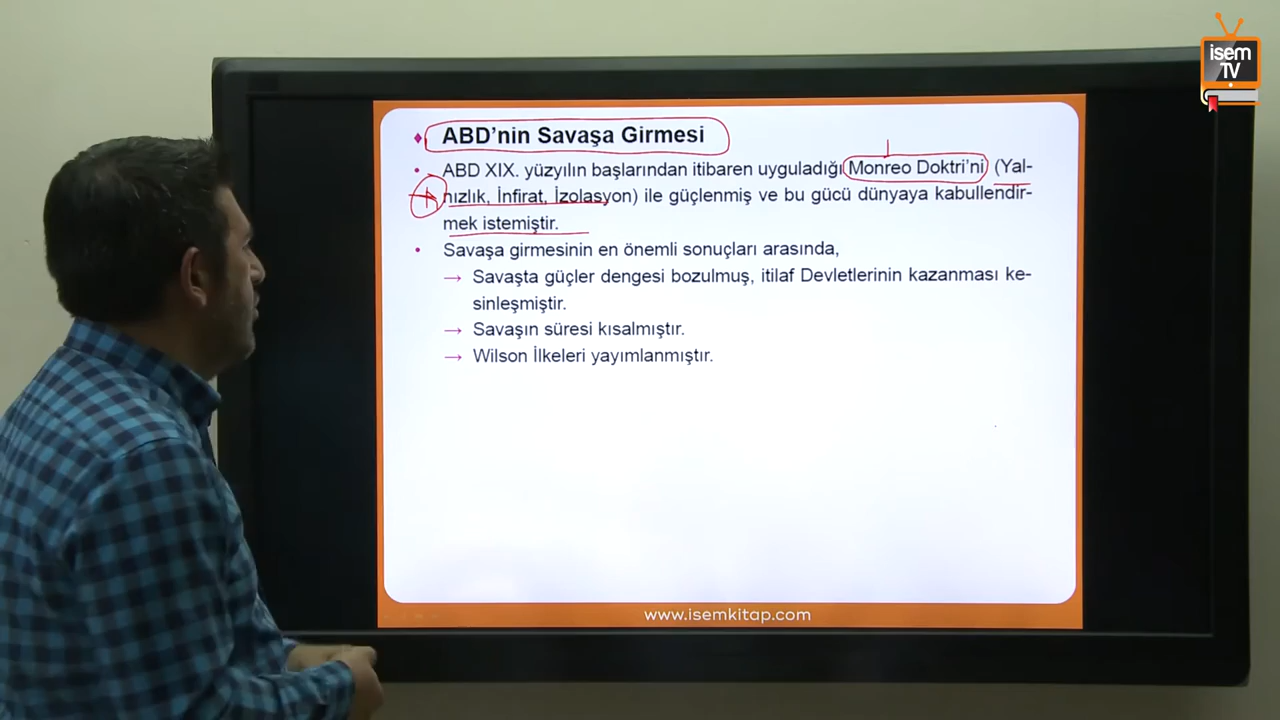 isem
TV
ABD'nin Savaşa Girmesi
ABD XIX. yüzyılın başlarından itibaren uyguladığı Monreo Doktri'ni (Yal-
nızlık, İnfirat, İzolasyon) ile güçlenmiş ve bu gücü dünyaya kabullendir-
mek istemiştir.
Savaşa girmesinin en önemli sonuçları arasında,
→ Savaşta güçler dengesi bozulmuş, itilaf Devletlerinin kazanması ke-
sinleşmiştir.
→ Savaşın süresi kısalmıştır.
→ Wilson İlkeleri yayımlanmıştır.
www.isemkitap.com